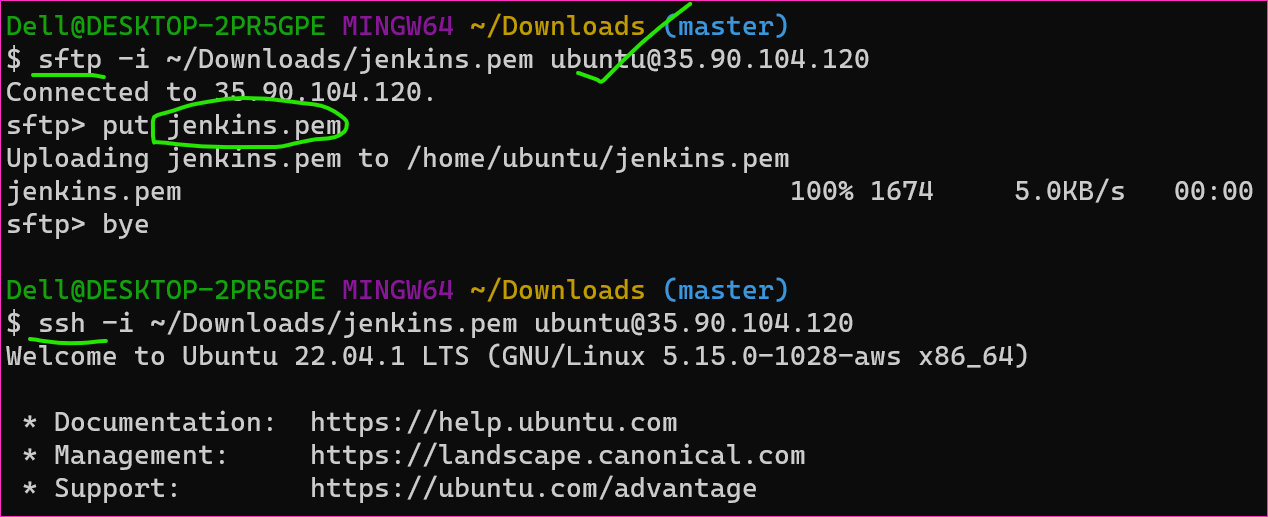 Dell@DESKTOP-2PR5GPE MINGW64 ~/Downloads (master)
$ sftp -i ~/Downloads/jenkins.pem ubuntu@35.90.104.120
Connected to 35.90.104.120.
sftp> put jenkins.pem
Uploading jenkins.pem to /home/ubuntu/jenkins.pem
jenkins.pem 100% 1674 5.0KB/s 00:00
sftp> bye
Dell@DESKTOP-2PR5GPE MINGW64 ~/Downloads (master)
$ ssh -i ~/Downloads/jenkins.pem ubuntu@35.90.104.120
Welcome to Ubuntu 22.04.1 LTS (GNU/Linux 5.15.0-1028-aws x86_64)
* Documentation: https://help.ubuntu.com
* Management: https://landscape.canonical.com
* Support: https://ubuntu.com/advantage